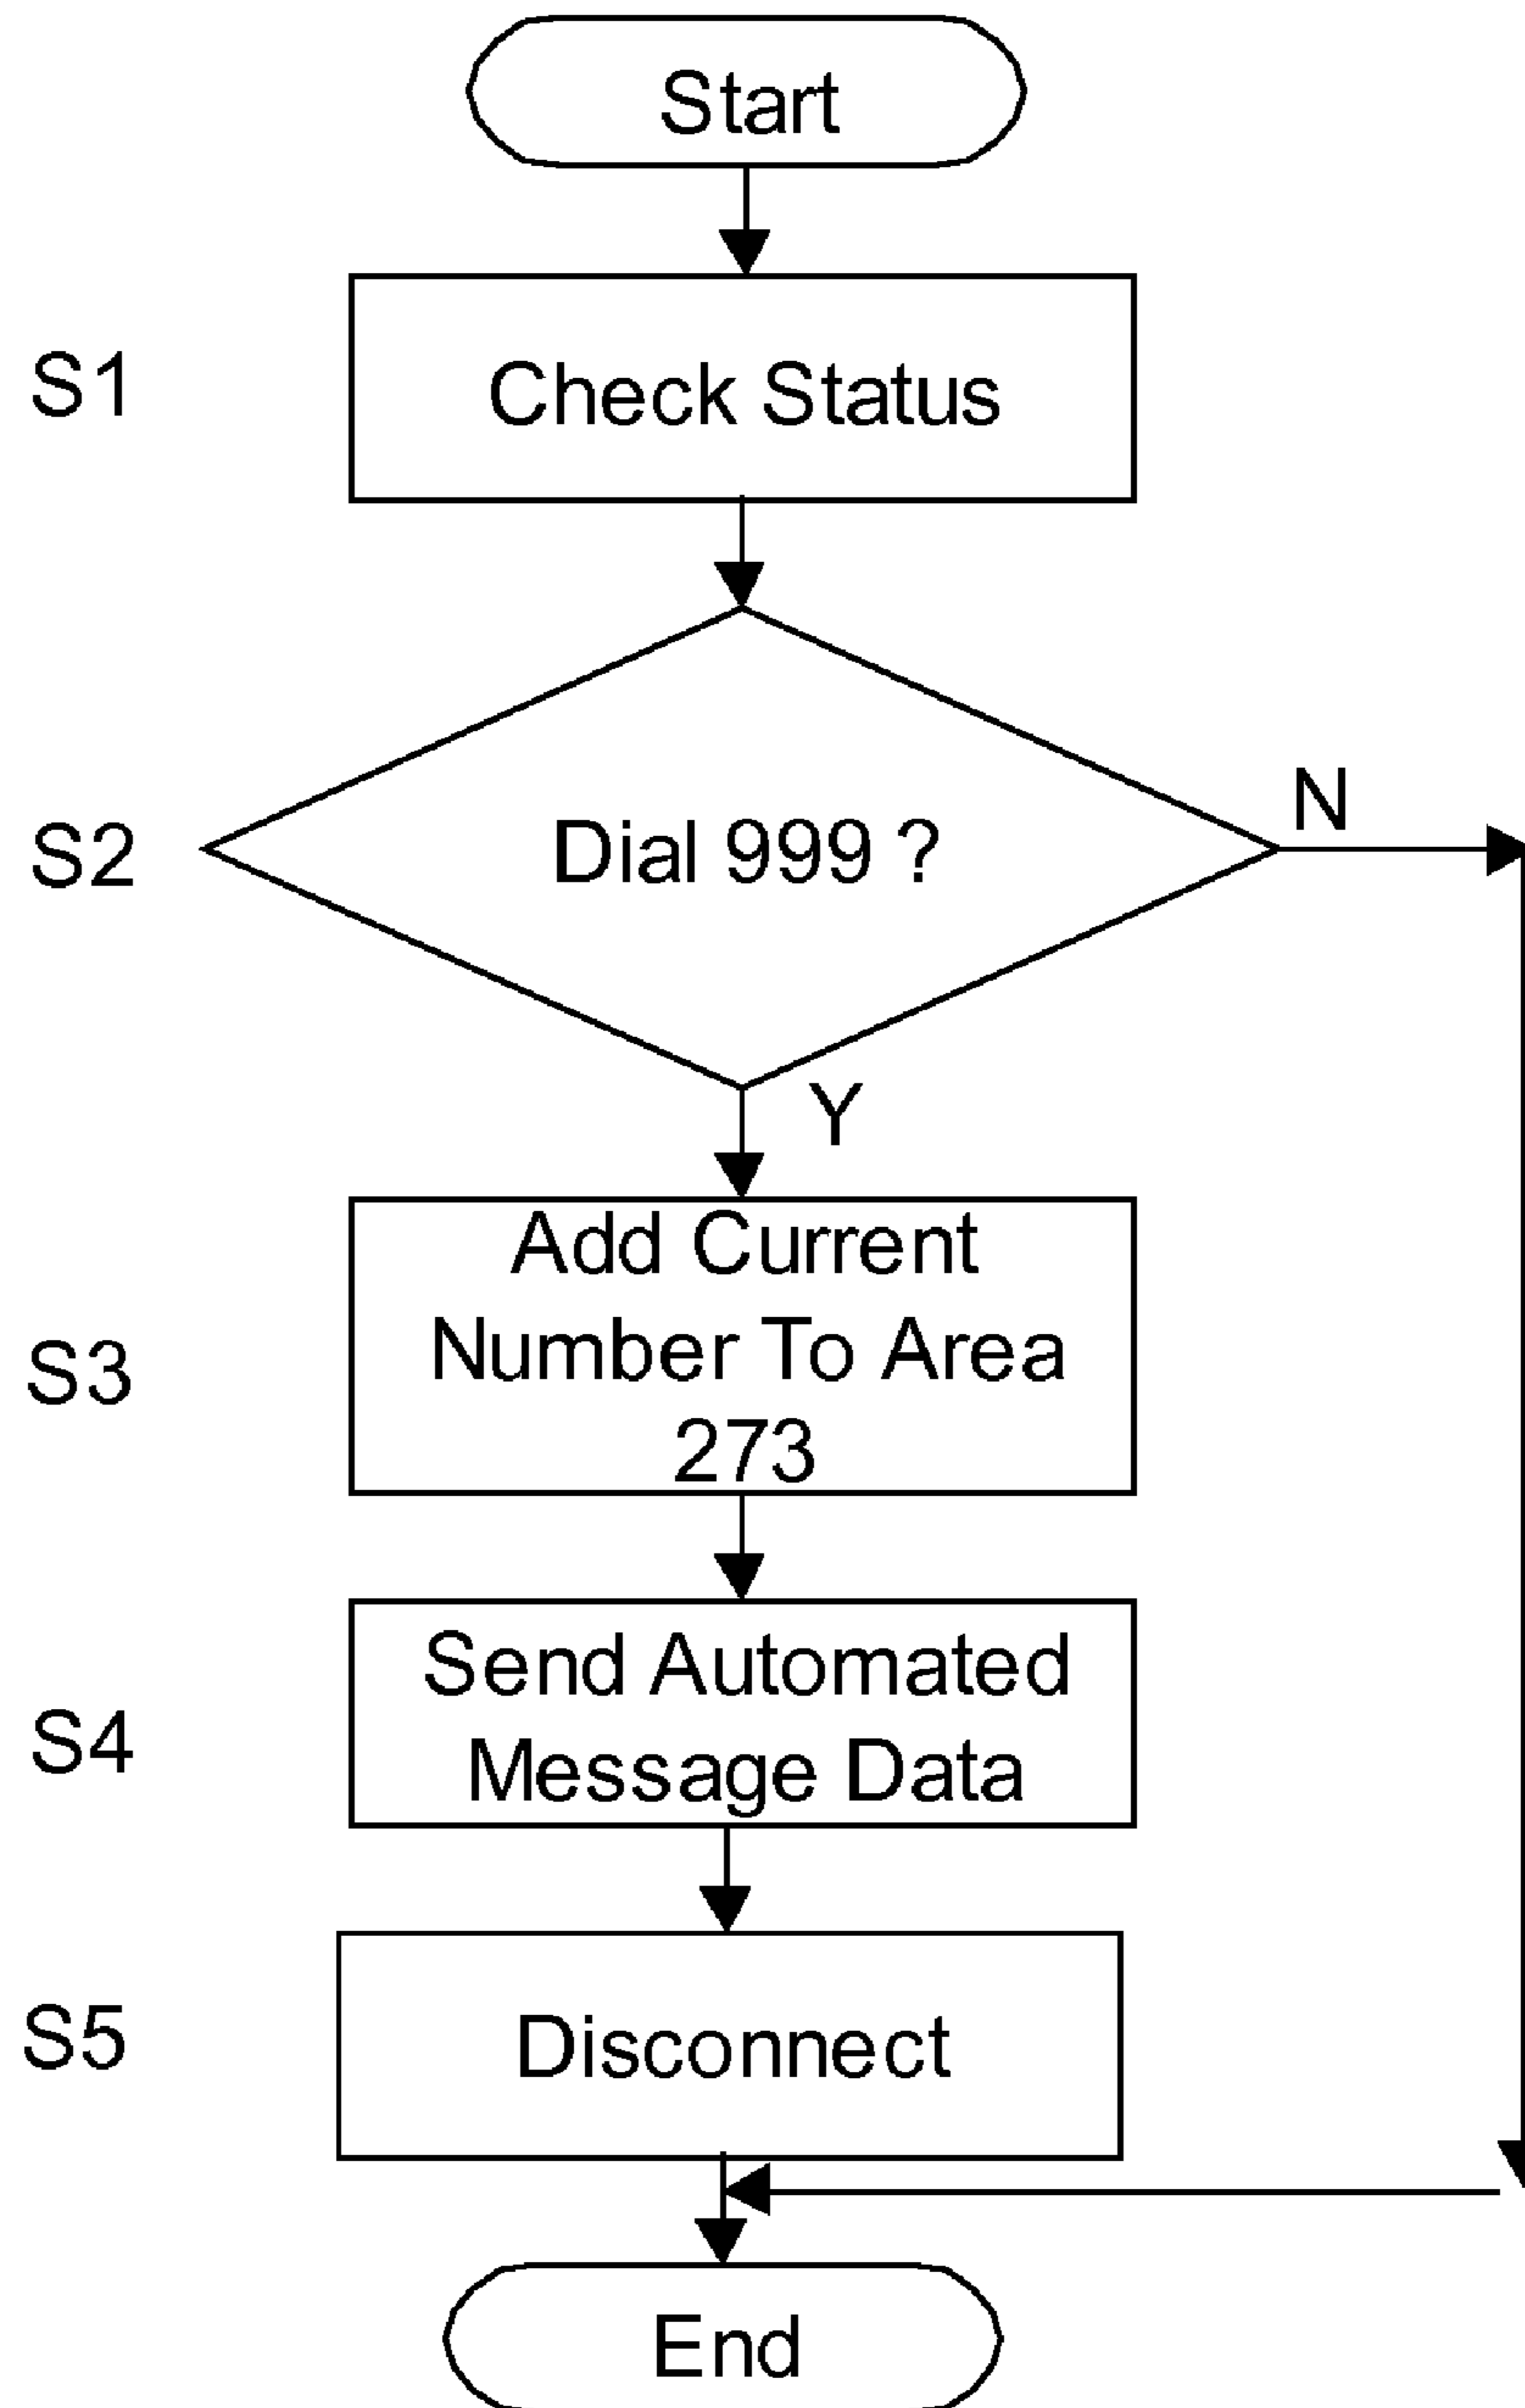 Start
S1
Check Status
S2
Dial 999 ?
N
Y
S3
Add Current
Number To Area
273
S4
Send Automated
Message Data
S5
Disconnect
End